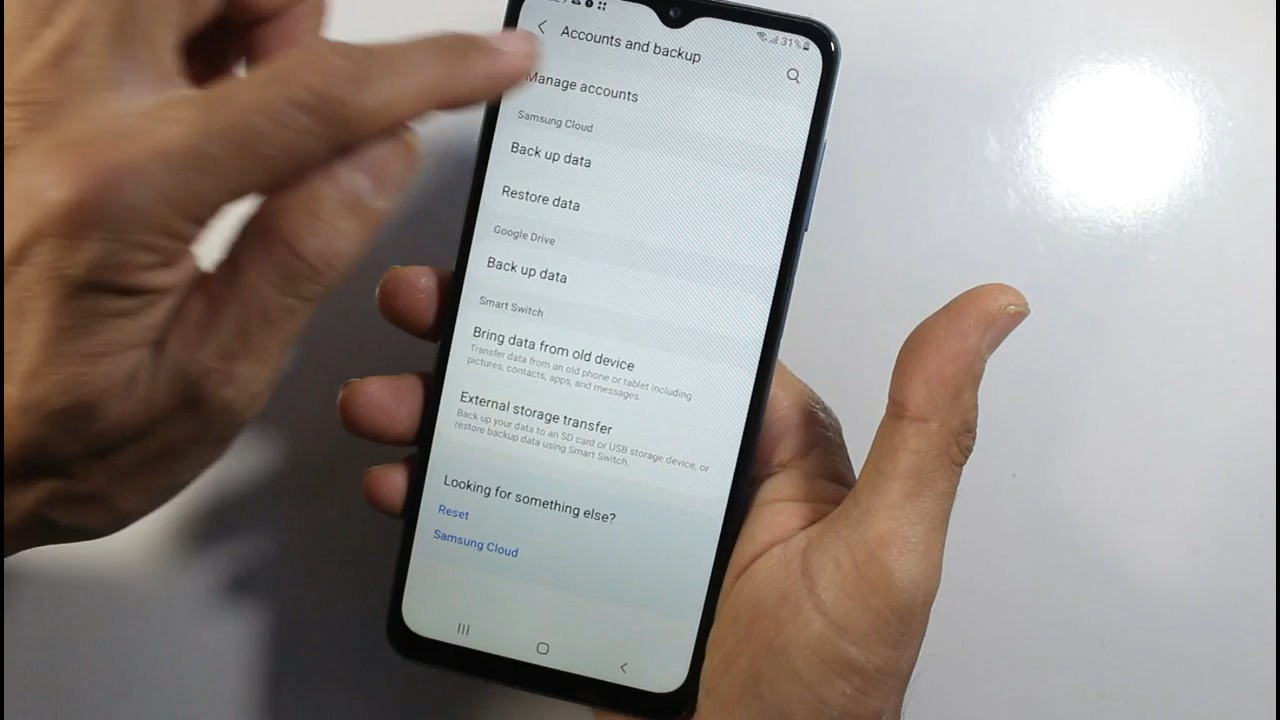 31%
Accounts and backup
Manage accounts
Samsung Cloud
Back up data
Restore data
Google Drive
Back up data
Smart Switch
Bring data from old device
Transfer data from an old phone or tablet including
pictures, contacts, apps, and messages.
External storage transfer
Back up your data to an SD card or USB storage device, or
restore backup data using Smart Switch.
Looking for something else?
Reset
Samsung Cloud